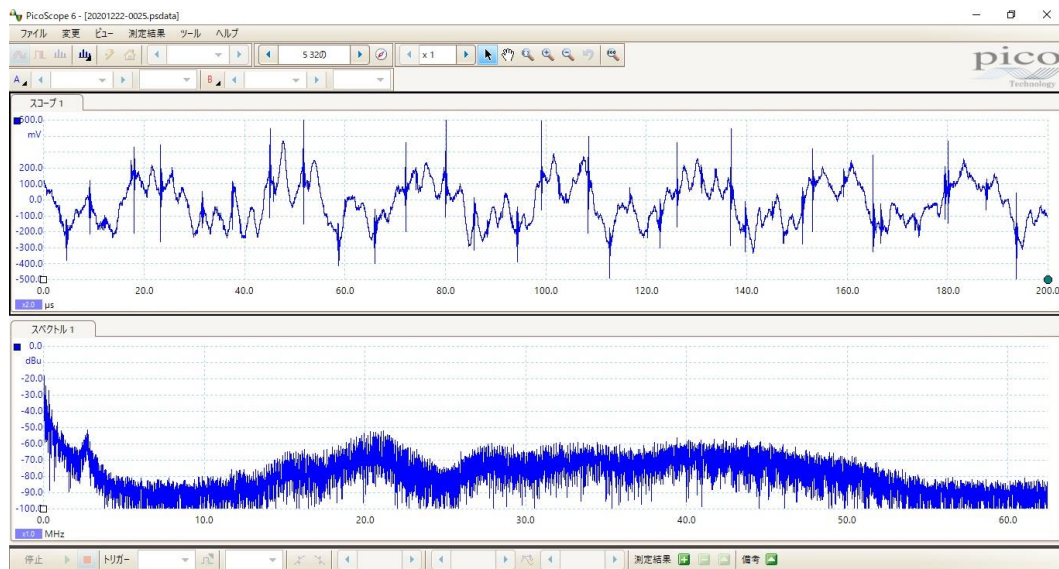 PicoScope 6 - [20201222-0025.psdata]
ファイル 変更 ビュー 測定結果 ツール ヘルプ
5 32の x 1
pico
Technology
A B
スコープ 1
500.0
mV
200.0
100.0
0.0
-100.0
-200.0
-300.0
-400.0
-500.0
0.0 20.0 40.0 60.0 80.0 100.0 120.0 140.0 160.0 180.0 200.0
x2.0 µs
スペクトル 1
0.0
dBu
-20.0
-30.0
-40.0
-50.0
-60.0
-70.0
-80.0
-90.0
-100.0
0.0 10.0 20.0 30.0 40.0 50.0 60.0
x1.0 MHz
停止 トリガー 測定結果 備考